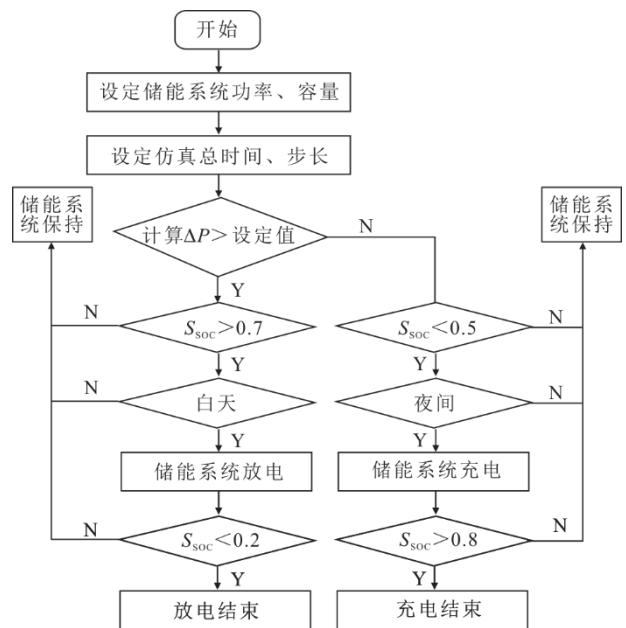 开始
设定储能系统功率、容量
设定仿真总时间、步长
储能系
统保持
储能系
统保持
计算ΔP＞设定值
N
Y
N
S_SOC＞0.7
S_SOC＜0.5
N
Y
Y
N
白天
夜间
N
Y
Y
储能系统放电
储能系统充电
N
S_SOC＜0.2
S_SOC＞0.8
N
Y
Y
放电结束
充电结束